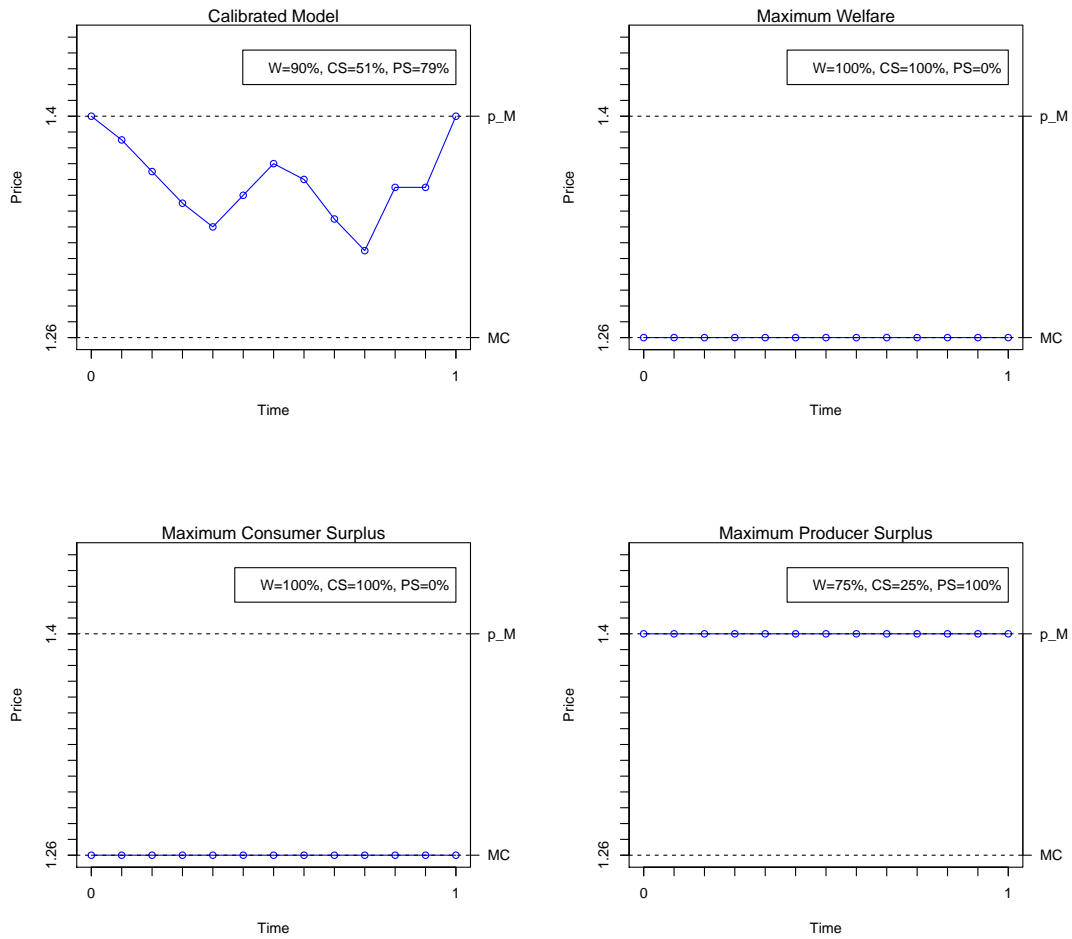 Calibrated Model
W=90%, CS=51%, PS=79%
1.4
p_M
Price
1.26
MC
0
1
Time
Maximum Welfare
W=100%, CS=100%, PS=0%
1.4
p_M
Price
1.26
MC
0
1
Time
Maximum Consumer Surplus
W=100%, CS=100%, PS=0%
1.4
p_M
Price
1.26
MC
0
1
Time
Maximum Producer Surplus
W=75%, CS=25%, PS=100%
1.4
p_M
Price
1.26
MC
0
1
Time